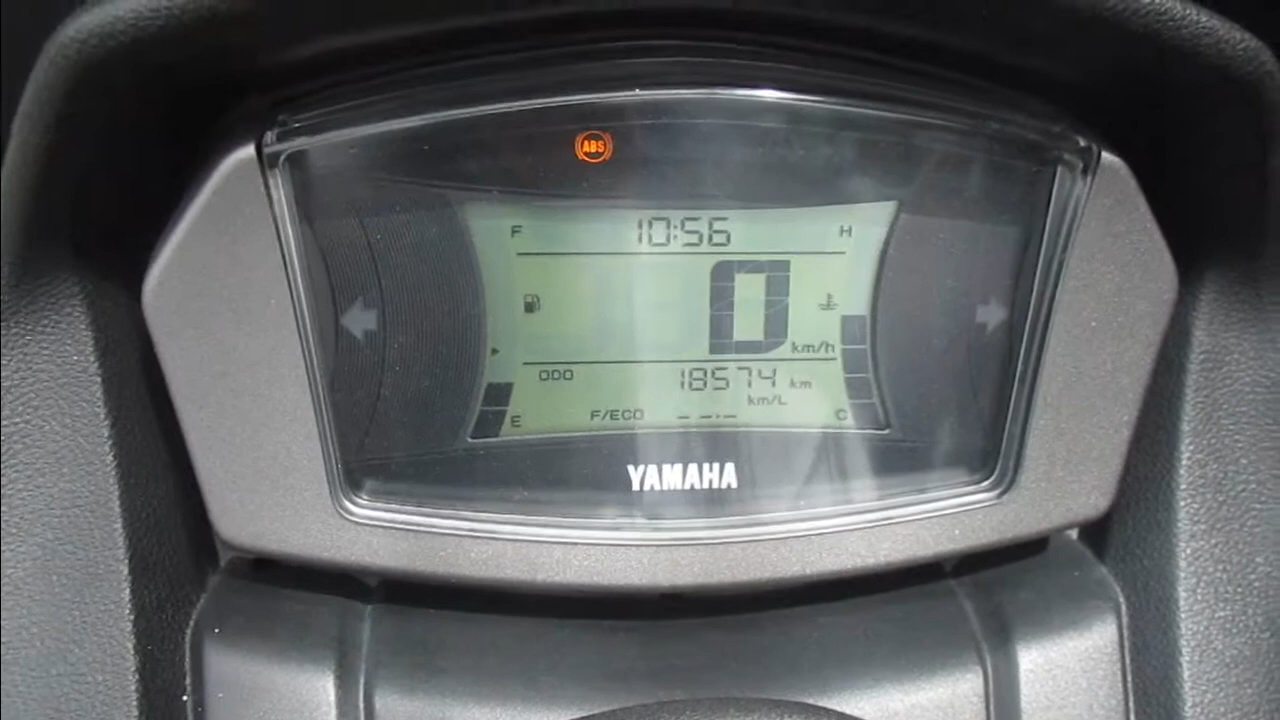 ABS
F 10:56 H
0 km/h
ODO 18574 km
km/L
E F/ECO --.- C
YAMAHA